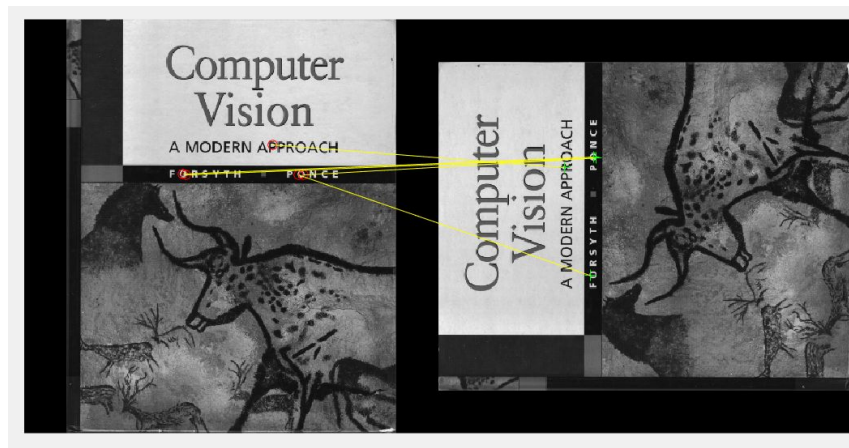 Computer
Vision
A MODERN APPROACH
FORSYTH PONCE
Computer
Vision
A MODERN APPROACH
FORSYTH PONCE